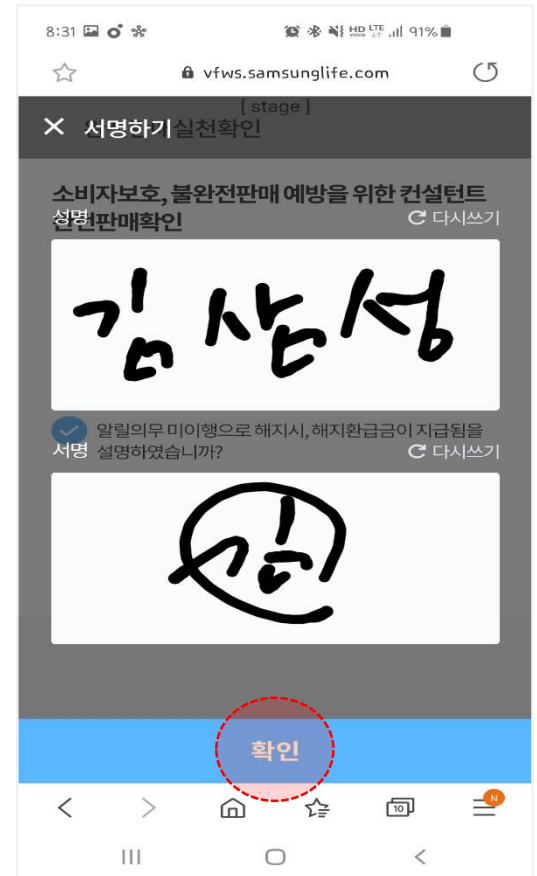 8:31 HD VOICE LTE 91%
vfws.samsunglife.com
[ stage ]
서명하기 실천확인
소비자보호, 불완전판매 예방을 위한 컨설턴트
성명 판매확인 다시쓰기
김삼성
알릴의무 미이행으로 해지시, 해지환급금이 지급됨을
서명 설명하였습니까? 다시쓰기
김
확인
10 N